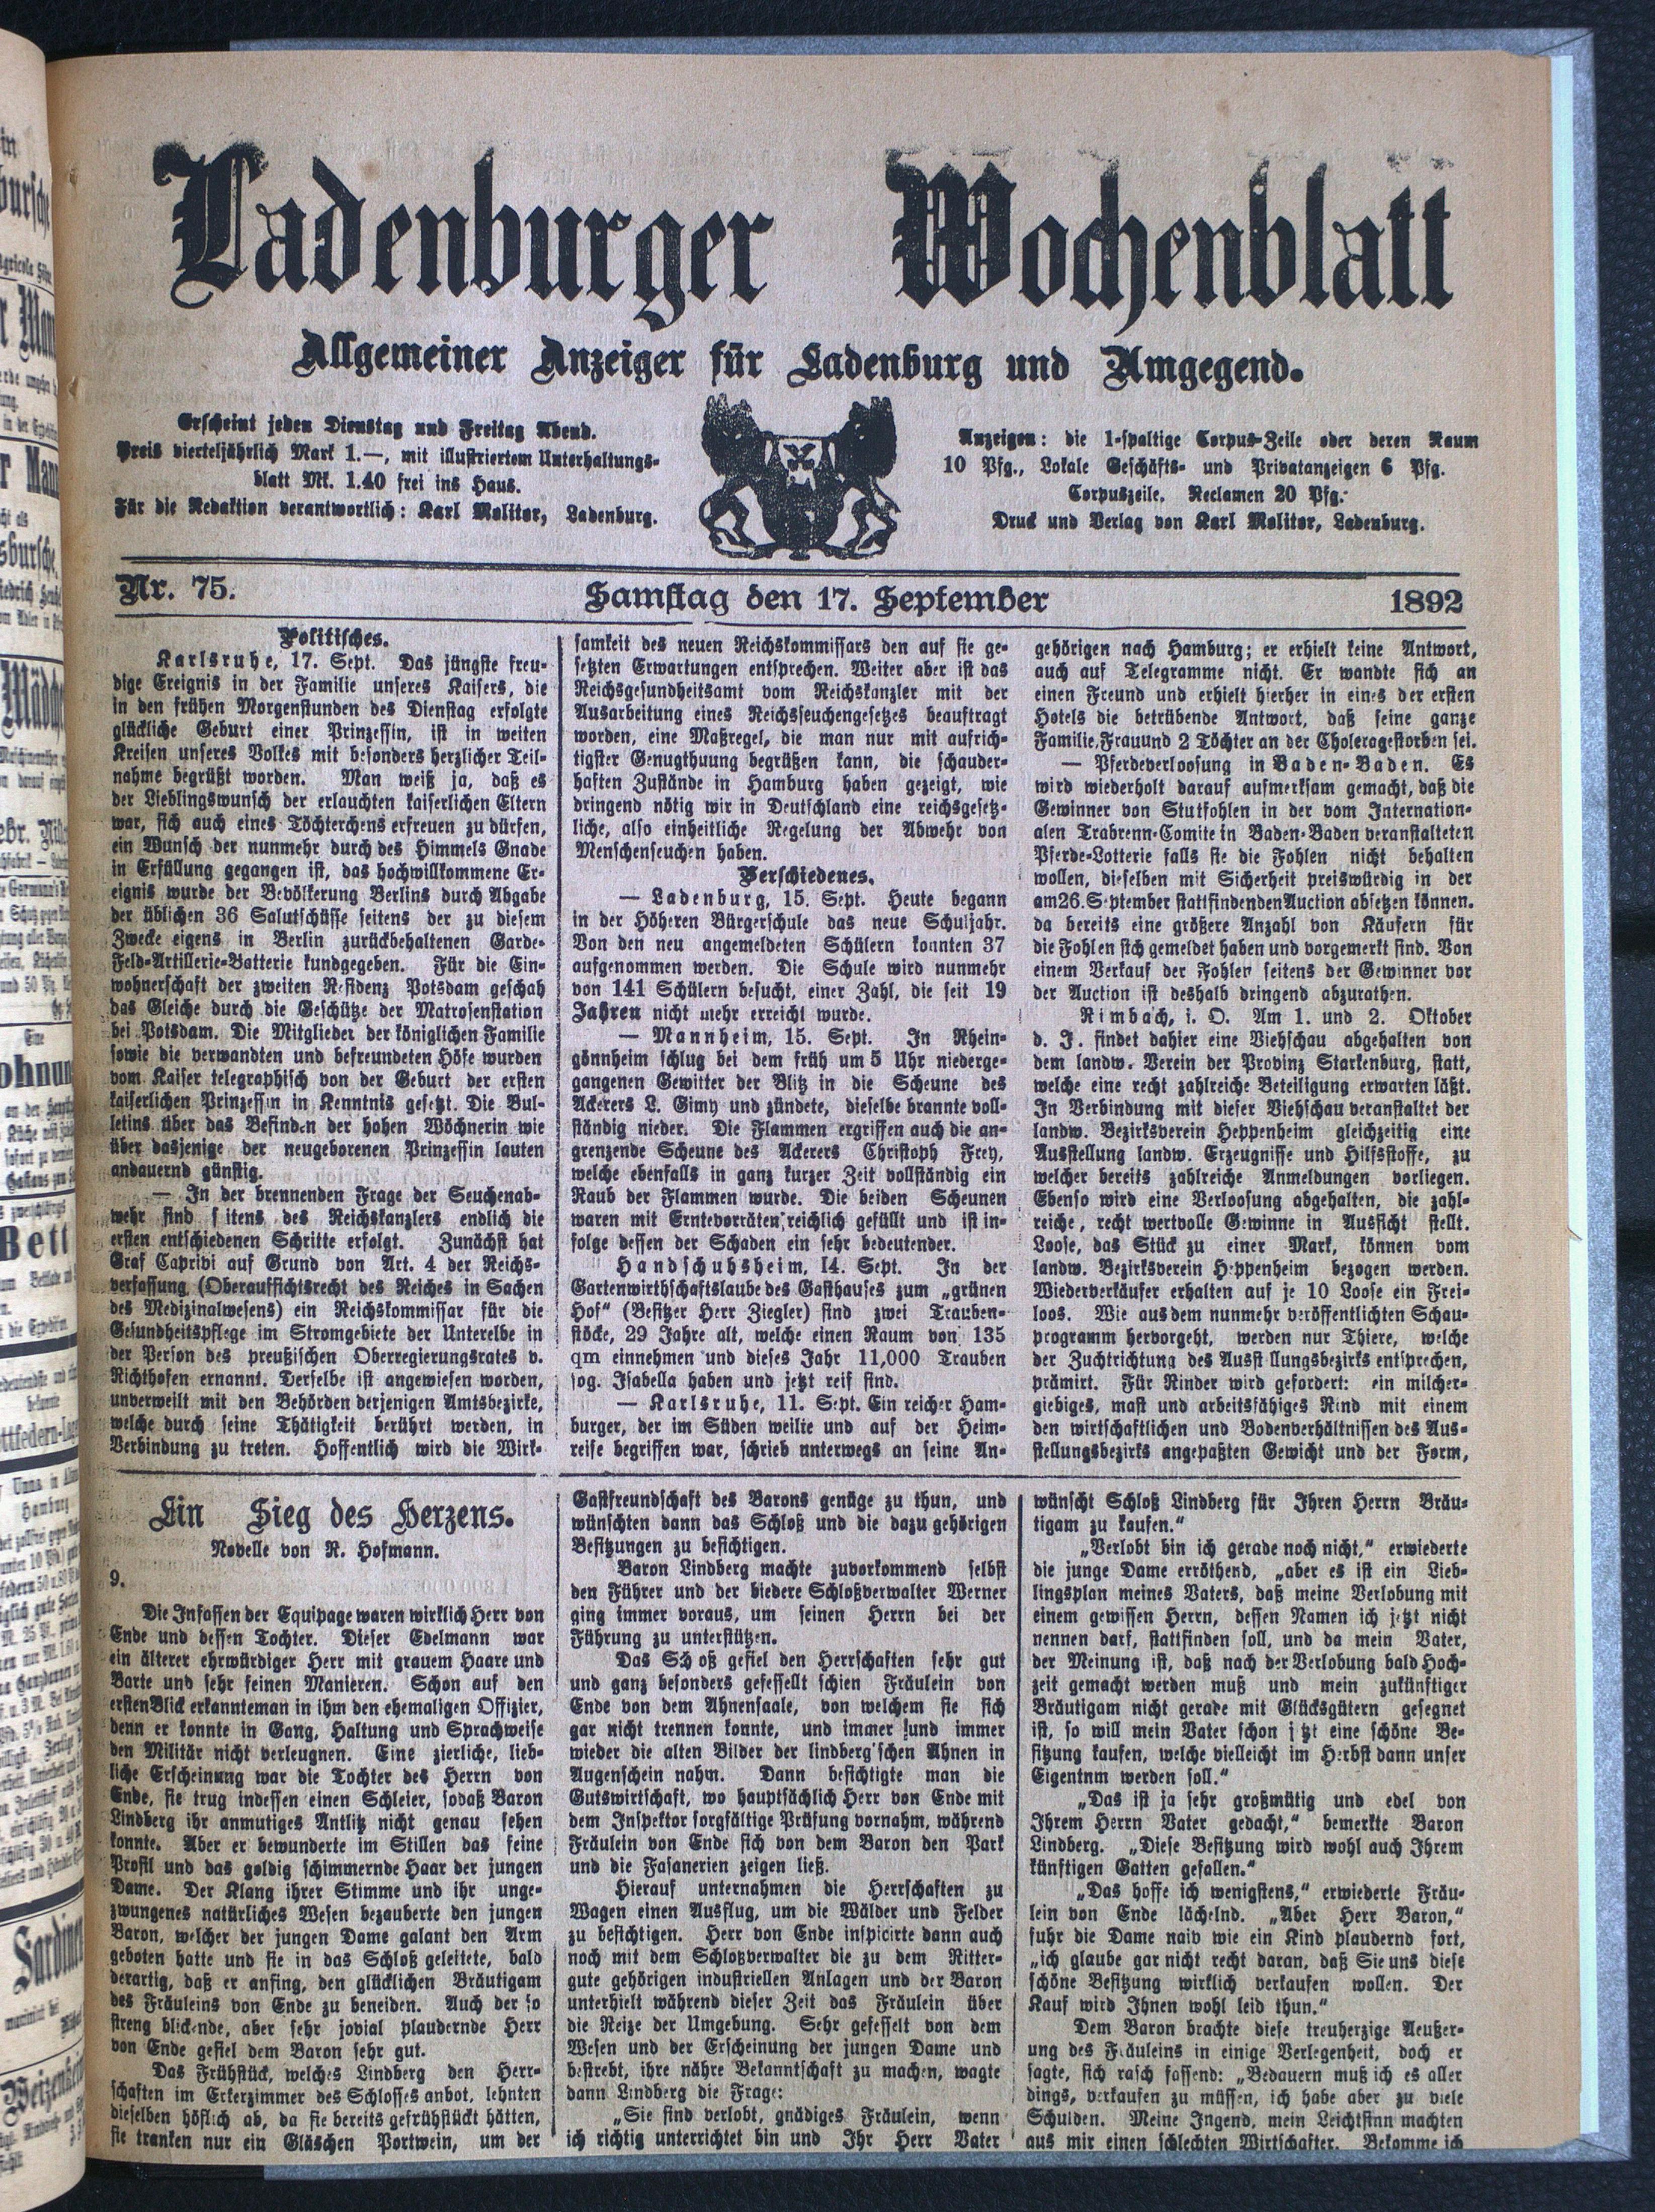 Ladenburger Wochenblatt
Allgemeiner Anzeiger für Ladenburg und Umgegend.
Erscheint jeden Dienstag und Freitag Abend.
Preis vierteljährlich Mark 1.—, mit illustriertem Unterhaltungs-
blatt Mk. 1.40 frei ins Haus.
Für die Redaktion verantwortlich: Karl Molitor, Ladenburg.
Anzeigen: die 1-spaltige Corpus-Zeile oder deren Raum
10 Pfg., Lokale Geschäfts- und Privatanzeigen 6 Pfg.
Corpuszeile. Reclamen 20 Pfg.
Druck und Verlag von Karl Molitor, Ladenburg.
Nr. 75.
Samstag den 17. September
1892
Politisches.
Karlsruhe, 17. Sept. Das jüngste freu-
dige Ereignis in der Familie unseres Kaisers, die
in den frühen Morgenstunden des Dienstag erfolgte
glückliche Geburt einer Prinzessin, ist in weiten
Kreisen unseres Volkes mit besonders herzlicher Teil-
nahme begrüßt worden. Man weiß ja, daß es
der Lieblingswunsch der erlauchten kaiserlichen Eltern
war, sich auch eines Töchterchens erfreuen zu dürfen,
ein Wunsch der nunmehr durch des Himmels Gnade
in Erfüllung gegangen ist, das hochwillkommene Er-
eignis wurde der Bevölkerung Berlins durch Abgabe
der üblichen 36 Salutschüsse seitens der zu diesem
Zwecke eigens in Berlin zurückbehaltenen Garde-
Feld-Artillerie-Batterie kundgegeben. Für die Ein-
wohnerschaft der zweiten Residenz Potsdam geschah
das Gleiche durch die Geschütze der Matrosenstation
bei Potsdam. Die Mitglieder der königlichen Familie
sowie die verwandten und befreundeten Höfe wurden
vom Kaiser telegraphisch von der Geburt der ersten
kaiserlichen Prinzessin in Kenntnis gesetzt. Die Bul-
letins über das Befinden der hohen Wöchnerin wie
über dasjenige der neugeborenen Prinzessin lauten
andauernd günstig.
— In der brennenden Frage der Seuchenab-
wehr sind s itens des Reichskanzlers endlich die
ersten entschiedenen Schritte erfolgt. Zunächst hat
Graf Caprivi auf Grund von Art. 4 der Reichs-
verfassung (Oberaufsichtsrecht des Reiches in Sachen
des Medizinalwesens) ein Reichskommissar für die
Gesundheitspflege im Stromgebiete der Unterelbe in
der Person des preußischen Oberregierungsrates v.
Richthofen ernannt. Derselbe ist angewiesen worden,
unverweilt mit den Behörden derjenigen Amtsbezirke,
welche durch seine Thätigkeit berührt werden, in
Verbindung zu treten. Hoffentlich wird die Wirk-
samkeit des neuen Reichskommissars den auf sie ge-
setzten Erwartungen entsprechen. Weiter aber ist das
Reichsgesundheitsamt vom Reichskanzler mit der
Ausarbeitung eines Reichsseuchengesetzes beauftragt
worden, eine Maßregel, die man nur mit aufrich-
tigster Genugthuung begrüßen kann, die schauder-
haften Zustände in Hamburg haben gezeigt, wie
dringend nötig wir in Deutschland eine reichsgesetz-
liche, also einheitliche Regelung der Abwehr von
Menschenseuchen haben.
Verschiedenes.
— Ladenburg, 15. Sept. Heute begann
in der Höheren Bürgerschule das neue Schuljahr.
Von den neu angemeldeten Schülern konnten 37
aufgenommen werden. Die Schule wird nunmehr
von 141 Schülern besucht, einer Zahl, die seit 19
Jahren nicht mehr erreicht wurde.
— Mannheim, 15. Sept. In Rhein-
gönnheim schlug bei dem früh um 5 Uhr niederge-
gangenen Gewitter der Blitz in die Scheune des
Ackerers L. Gimy und zündete, dieselbe brannte voll-
ständig nieder. Die Flammen ergriffen auch die an-
grenzende Scheune des Ackerers Christoph Frey,
welche ebenfalls in ganz kurzer Zeit vollständig ein
Raub der Flammen wurde. Die beiden Scheunen
waren mit Erntevorräten reichlich gefüllt und ist in-
folge dessen der Schaden ein sehr bedeutender.
Handschuhsheim, 14. Sept. In der
Gartenwirthschaftslaube des Gasthauses zum „grünen
Hof“ (Besitzer Herr Ziegler) sind zwei Trauben-
stöcke, 29 Jahre alt, welche einen Raum von 135
qm einnehmen und dieses Jahr 11,000 Trauben
sog. Isabella haben und jetzt reif sind.
— Karlsruhe, 11. Sept. Ein reicher Ham-
burger, der im Süden weilte und auf der Heim-
reise begriffen war, schrieb unterwegs an seine An-
gehörigen nach Hamburg; er erhielt keine Antwort,
auch auf Telegramme nicht. Er wandte sich an
einen Freund und erhielt hierher in eines der ersten
Hotels die betrübende Antwort, daß seine ganze
Familie, Frau und 2 Töchter an der Cholera gestorben sei.
— Pferdeverloosung in Baden-Baden. Es
wird wiederholt darauf aufmerksam gemacht, daß die
Gewinner von Stutfohlen in der vom Internation-
alen Trabrenn-Comite in Baden-Baden veranstalteten
Pferde-Lotterie falls sie die Fohlen nicht behalten
wollen, dieselben mit Sicherheit preiswürdig in der
am 26. September stattfindenden Auction absetzen können.
da bereits eine größere Anzahl von Käufern für
die Fohlen sich gemeldet haben und vorgemerkt sind. Von
einem Verkauf der Fohlen seitens der Gewinner vor
der Auction ist deshalb dringend abzurathen.
Rimbach, i. O. Am 1. und 2. Oktober
d. J. findet dahier eine Viehschau abgehalten von
dem landw. Verein der Provinz Starkenburg, statt,
welche eine recht zahlreiche Beteiligung erwarten läßt.
In Verbindung mit dieser Viehschau veranstaltet der
landw. Bezirksverein Heppenheim gleichzeitig eine
Ausstellung landw. Erzeugnisse und Hilfsstoffe, zu
welcher bereits zahlreiche Anmeldungen vorliegen.
Ebenso wird eine Verloosung abgehalten, die zahl-
reiche, recht wertvolle Gewinne in Aussicht stellt.
Loose, das Stück zu einer Mark, können vom
landw. Bezirksverein Heppenheim bezogen werden.
Wiederverkäufer erhalten auf je 10 Loose ein Frei-
loos. Wie aus dem nunmehr veröffentlichten Schau-
programm hervorgeht, werden nur Thiere, welche
der Zuchtrichtung des Ausst llungsbezirks entsprechen,
prämirt. Für Rinder wird gefordert: ein milcher-
giebiges, mast und arbeitsfähiges Rind mit einem
den wirtschaftlichen und Bodenverhältnissen des Aus-
stellungsbezirks angepaßten Gewicht und der Form,
Ein Sieg des Herzens.
Novelle von R. Hofmann.
9.
Die Insassen der Equipage waren wirklich Herr von
Ende und dessen Tochter. Dieser Edelmann war
ein älterer ehrwürdiger Herr mit grauem Haare und
Barte und sehr feinen Manieren. Schon auf den
ersten Blick erkannte man in ihm den ehemaligen Offizier,
denn er konnte in Gang, Haltung und Sprachweise
den Militär nicht verleugnen. Eine zierliche, lieb-
liche Erscheinung war die Tochter des Herrn von
Ende, sie trug indessen einen Schleier, sodaß Baron
Lindberg ihr anmutiges Antlitz nicht genau sehen
konnte. Aber er bewunderte im Stillen das feine
Profil und das goldig schimmernde Haar der jungen
Dame. Der Klang ihrer Stimme und ihr unge-
zwungenes natürliches Wesen bezauberte den jungen
Baron, welcher der jungen Dame galant den Arm
geboten hatte und sie in das Schloß geleitete, bald
derartig, daß er anfing, den glücklichen Bräutigam
des Fräuleins von Ende zu beneiden. Auch der so
streng blickende, aber sehr jovial plaudernde Herr
von Ende gefiel dem Baron sehr gut.
Das Frühstück, welches Lindberg den Herr-
schaften im Erkerzimmer des Schlosses anbot, lehnten
dieselben höflich ab, da sie bereits gefrühstückt hätten,
sie tranken nur ein Gläschen Portwein, um der
Gastfreundschaft des Barons genüge zu thun, und
wünschten dann das Schloß und die dazu gehörigen
Besitzungen zu besichtigen.
Baron Lindberg machte zuvorkommend selbst
den Führer und der biedere Schloßverwalter Werner
ging immer voraus, um seinen Herrn bei der
Führung zu unterstützen.
Das Sch oß gefiel den Herrschaften sehr gut
und ganz besonders gefesselt schien Fräulein von
Ende von dem Ahnensaale, von welchem sie sich
gar nicht trennen konnte, und immer !und immer
wieder die alten Bilder der lindberg'schen Ahnen in
Augenschein nahm. Dann besichtigte man die
Gutswirtschaft, wo hauptsächlich Herr von Ende mit
dem Inspektor sorgfältige Prüfung vornahm, während
Fräulein von Ende sich von dem Baron den Park
und die Fasanerien zeigen ließ.
Hierauf unternahmen die Herrschaften zu
Wagen einen Ausflug, um die Wälder und Felder
zu besichtigen. Herr von Ende inspicirte dann auch
noch mit dem Schloßverwalter die zu dem Ritter-
gute gehörigen industriellen Anlagen und der Baron
unterhielt während dieser Zeit das Fräulein über
die Reize der Umgebung. Sehr gefesselt von dem
Wesen und der Erscheinung der jungen Dame und
bestrebt, ihre nähre Bekanntschaft zu machen, wagte
dann Lindberg die Frage:
„Sie sind verlobt, gnädiges Fräulein, wenn
ich richtig unterrichtet bin und Ihr Herr Vater
wünscht Schloß Lindberg für Ihren Herrn Bräu-
tigam zu kaufen.“
„Verlobt bin ich gerade noch nicht,“ erwiederte
die junge Dame erröthend, „aber es ist ein Lieb-
lingsplan meines Vaters, daß meine Verlobung mit
einem gewissen Herrn, dessen Namen ich jetzt nicht
nennen darf, stattfinden soll, und da mein Vater,
der Meinung ist, daß nach der Verlobung bald Hoch-
zeit gemacht werden muß und mein zukünftiger
Bräutigam nicht gerade mit Glücksgütern gesegnet
ist, so will mein Vater schon j tzt eine schöne Be-
sitzung kaufen, welche vielleicht im Herbst dann unser
Eigentnm werden soll.“
„Das ist ja sehr großmütig und edel von
Ihrem Herrn Vater gedacht,“ bemerkte Baron
Lindberg. „Diese Besitzung wird wohl auch Ihrem
künftigen Gatten gefallen.“
„Das hoffe ich wenigstens,“ erwiederte Fräu-
lein von Ende lächelnd. „Aber Herr Baron,“
fuhr die Dame naiv wie ein Kind plaudernd fort,
„ich glaube gar nicht recht daran, daß Sie uns diese
schöne Besitzung wirklich verkaufen wollen. Der
Kauf wird Ihnen wohl leid thun.“
Dem Baron brachte diese treuherzige Aeußer-
ung des Fräuleins in einige Verlegenheit, doch er
sagte, sich rasch fassend: „Bedauern muß ich es aller
dings, verkaufen zu müssen, ich habe aber zu viele
Schulden. Meine Jngend, mein Leichtsinn machten
aus mir einen schlechten Wirtschafter. Bekomme ich